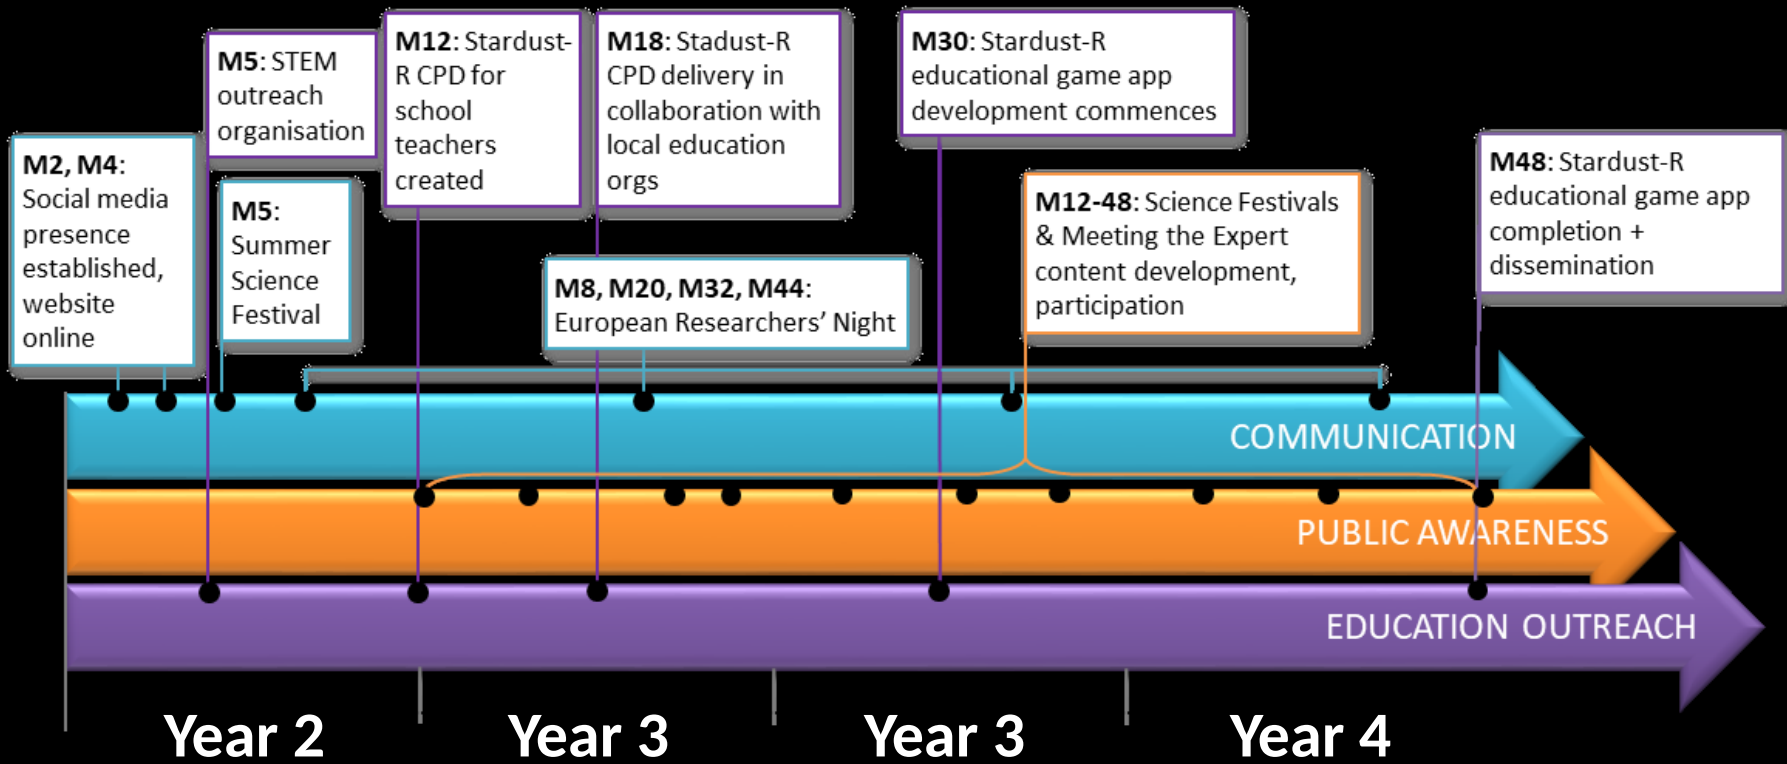 M2, M4:
Social media
presence
established,
website
online
M5: STEM
outreach
organisation
M5:
Summer
Science
Festival
M12: Stardust-
R CPD for
school
teachers
created
M18: Stadust-R
CPD delivery in
collaboration with
local education
orgs
M8, M20, M32, M44:
European Researchers’ Night
M30: Stardust-R
educational game app
development commences
M12-48: Science Festivals
& Meeting the Expert
content development,
participation
M48: Stardust-R
educational game app
completion +
dissemination
COMMUNICATION
PUBLIC AWARENESS
EDUCATION OUTREACH
Year 2
Year 3
Year 3
Year 4